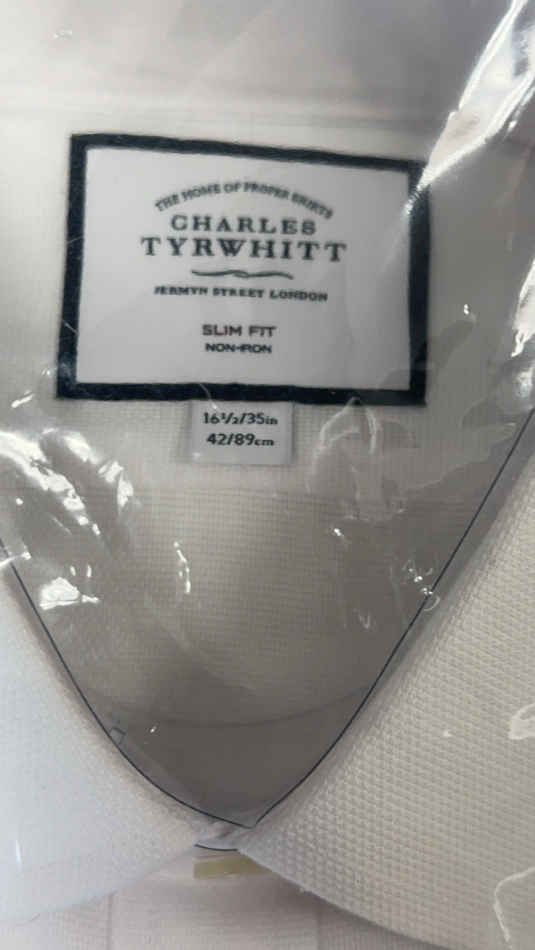 THE HOME OF PROPER SHIRTS
CHARLES
TYRWHITT
JERMYN STREET LONDON
SLIM FIT
NON-IRON
16½/35in
42/89cm